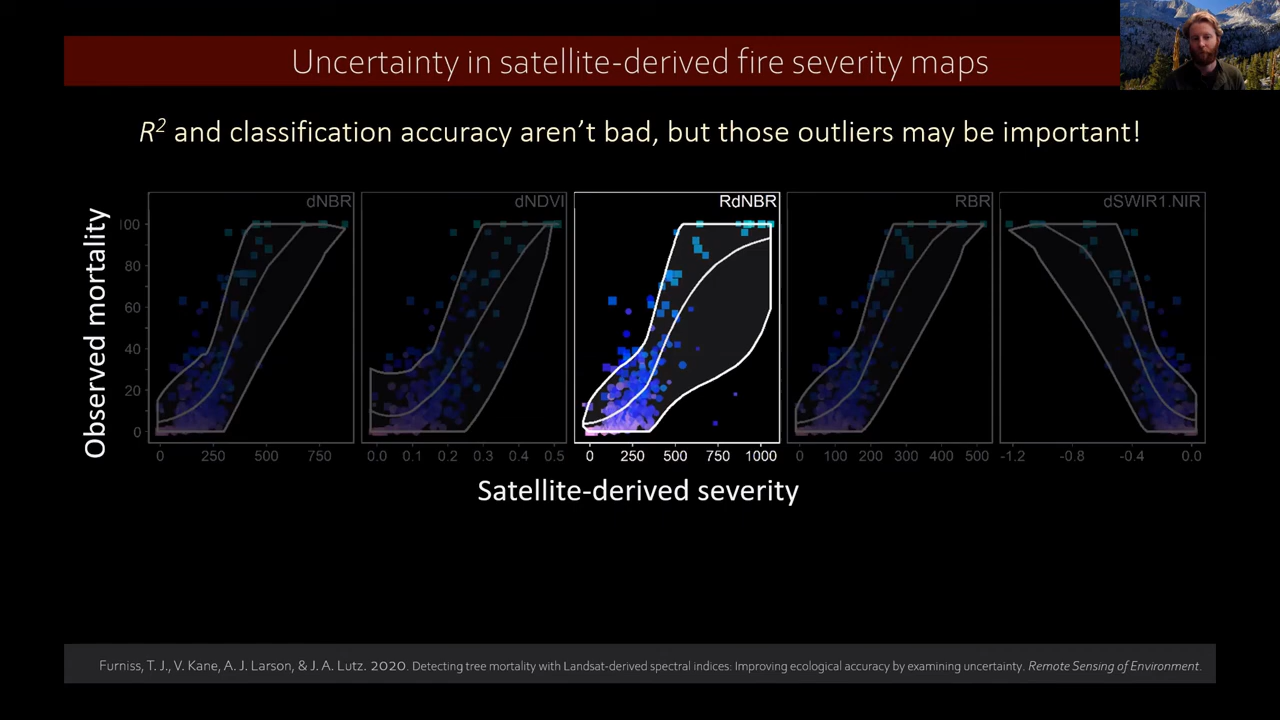 Uncertainty in satellite-derived fire severity maps
R² and classification accuracy aren't bad, but those outliers may be important!
dNBR
dNDVI
RdNBR
RBR
dSWIR1.NIR
Observed mortality
100
80
60
40
20
0
0 250 500 750
0.0 0.1 0.2 0.3 0.4 0.5
0 250 500 750 1000
0 100 200 300 400 500
-1.2 -0.8 -0.4 0.0
Satellite-derived severity
Furniss, T. J., V. Kane, A. J. Larson, & J. A. Lutz. 2020. Detecting tree mortality with Landsat-derived spectral indices: Improving ecological accuracy by examining uncertainty. Remote Sensing of Environment.